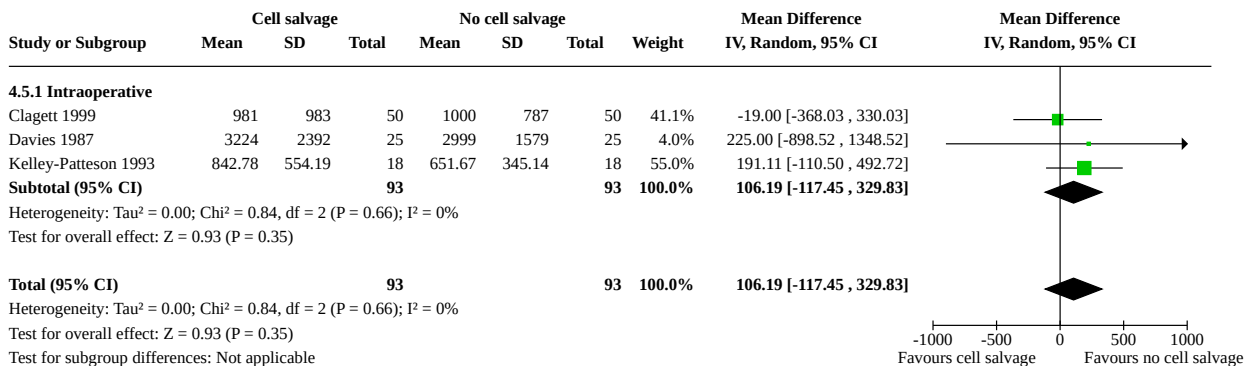 Cell salvage No cell salvage Mean Difference Mean Difference
Study or Subgroup Mean SD Total Mean SD Total Weight IV, Random, 95% CI IV, Random, 95% CI
4.5.1 Intraoperative
Clagett 1999 981 983 50 1000 787 50 41.1% -19.00 [-368.03 , 330.03]
Davies 1987 3224 2392 25 2999 1579 25 4.0% 225.00 [-898.52 , 1348.52]
Kelley-Patteson 1993 842.78 554.19 18 651.67 345.14 18 55.0% 191.11 [-110.50 , 492.72]
Subtotal (95% CI) 93 93 100.0% 106.19 [-117.45 , 329.83]
Heterogeneity: Tau² = 0.00; Chi² = 0.84, df = 2 (P = 0.66); I² = 0%
Test for overall effect: Z = 0.93 (P = 0.35)
Total (95% CI) 93 93 100.0% 106.19 [-117.45 , 329.83]
Heterogeneity: Tau² = 0.00; Chi² = 0.84, df = 2 (P = 0.66); I² = 0%
Test for overall effect: Z = 0.93 (P = 0.35)
-1000 -500 0 500 1000
Test for subgroup differences: Not applicable Favours cell salvage Favours no cell salvage